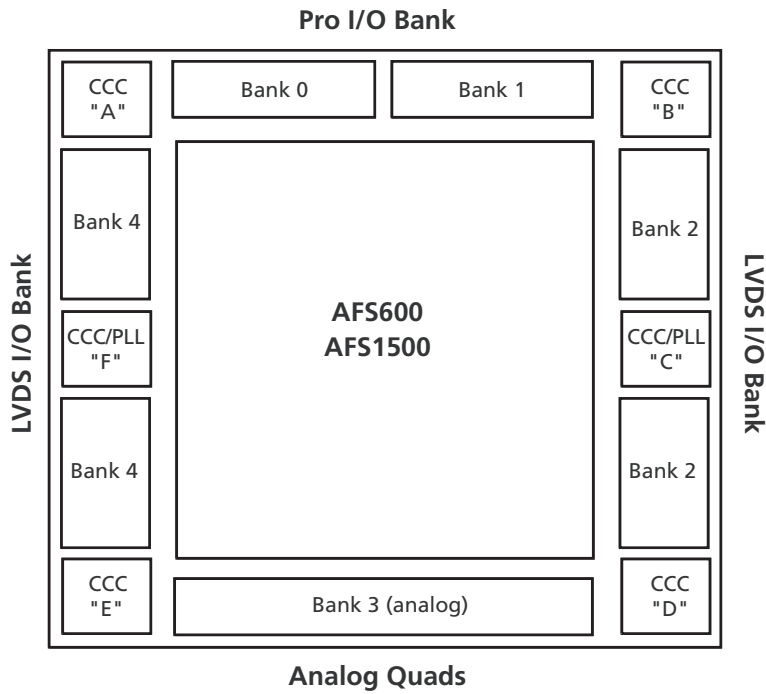 Pro I/O Bank
CCC
"A"
Bank 0
Bank 1
CCC
"B"
Bank 4
Bank 2
LVDS I/O Bank
CCC/PLL
"F"
AFS600
AFS1500
CCC/PLL
"C"
LVDS I/O Bank
Bank 4
Bank 2
CCC
"E"
Bank 3 (analog)
CCC
"D"
Analog Quads